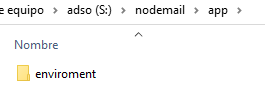 e equipo > adso (S:) > nodemail > app >
Nombre
enviroment